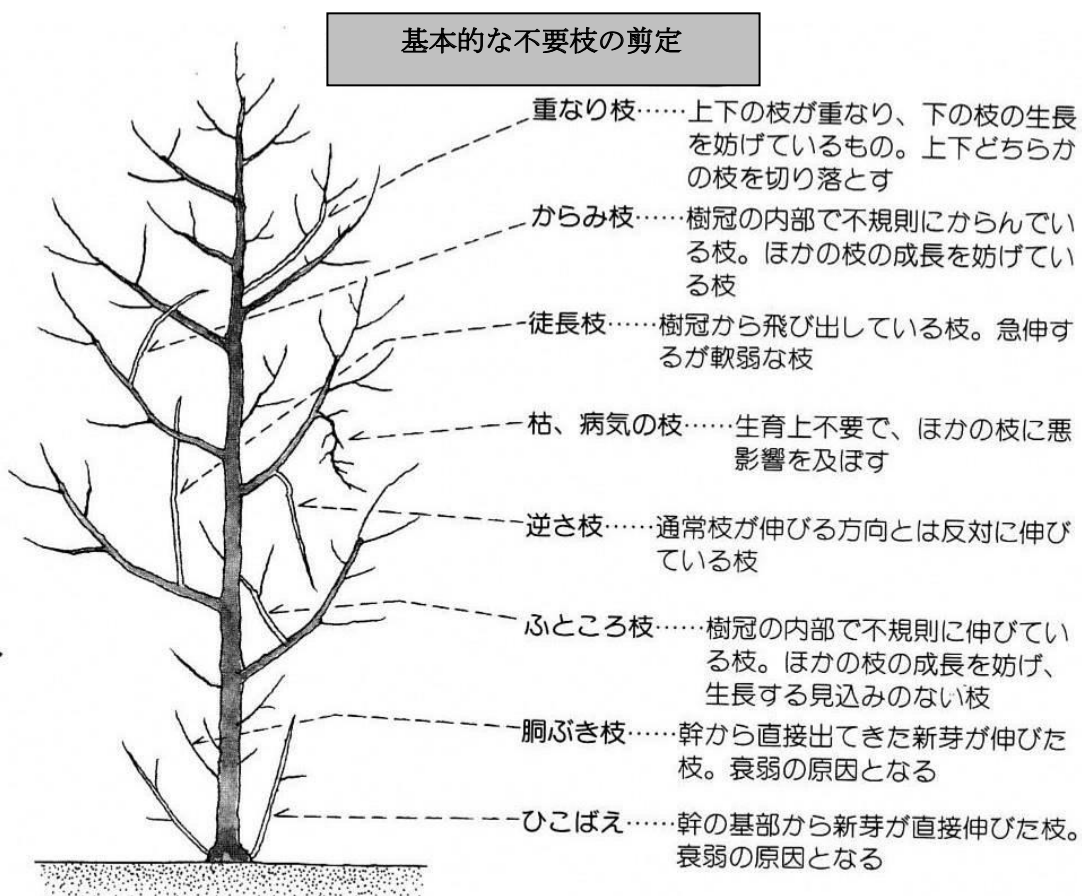 基本的な不要枝の剪定
重なり枝……上下の枝が重なり、下の枝の生長
を妨げているもの。上下どちらか
の枝を切り落とす
からみ枝……樹冠の内部で不規則にからんでい
る枝。ほかの枝の成長を妨げてい
る枝
徒長枝……樹冠から飛び出している枝。急伸す
るが軟弱な枝
枯、病気の枝……生育上不要で、ほかの枝に悪
影響を及ぼす
逆さ枝……通常枝が伸びる方向とは反対に伸び
ている枝
ふところ枝……樹冠の内部で不規則に伸びてい
る枝。ほかの枝の成長を妨げ、
生長する見込みのない枝
胴ぶき枝……幹から直接出てきた新芽が伸びた
枝。衰弱の原因となる
ひこばえ……幹の基部から新芽が直接伸びた枝。
衰弱の原因となる